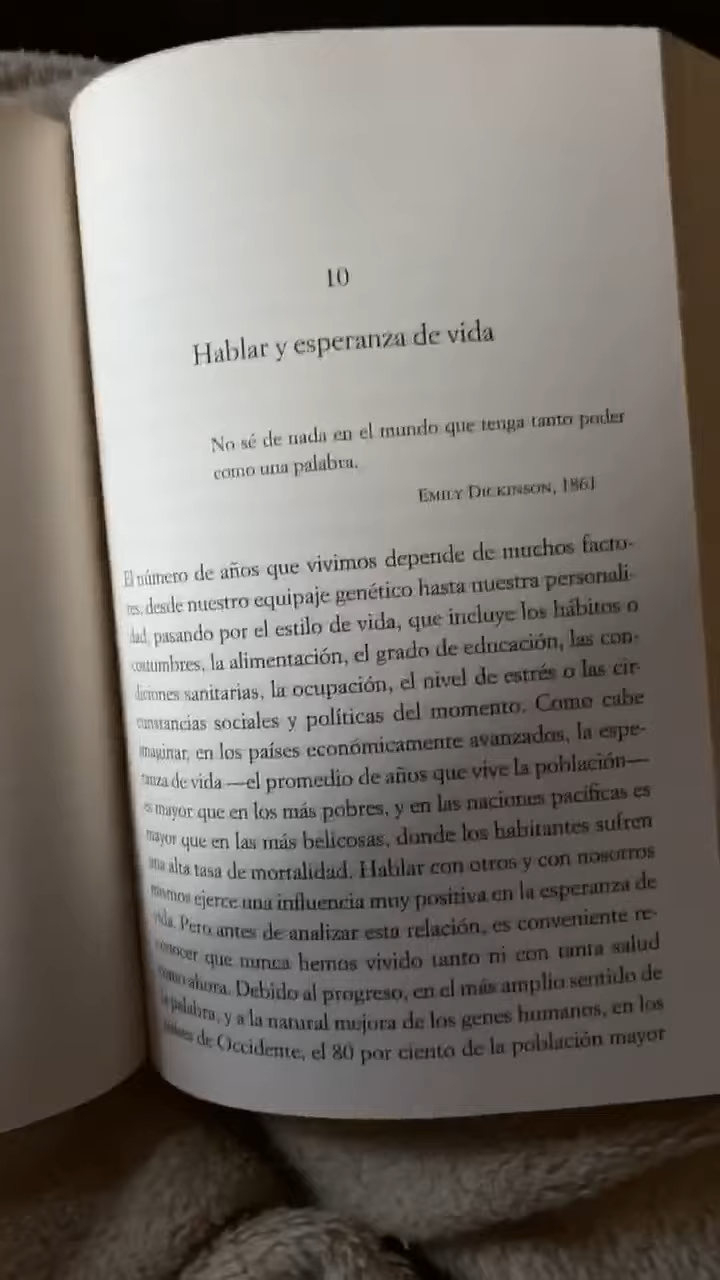 10
Hablar y esperanza de vida
No sé de nada en el mundo que tenga tanto poder
como una palabra.
EMILY DICKINSON, 1861
El número de años que vivimos depende de muchos facto-
res, desde nuestro equipaje genético hasta nuestra personali-
dad, pasando por el estilo de vida, que incluye los hábitos o
costumbres, la alimentación, el grado de educación, las con-
diciones sanitarias, la ocupación, el nivel de estrés o las cir-
cunstancias sociales y políticas del momento. Como cabe
imaginar, en los países económicamente avanzados, la espe-
ranza de vida —el promedio de años que vive la población—
es mayor que en los más pobres, y en las naciones pacíficas es
mayor que en las más belicosas, donde los habitantes sufren
una alta tasa de mortalidad. Hablar con otros y con nosotros
mismos ejerce una influencia muy positiva en la esperanza de
vida. Pero antes de analizar esta relación, es conveniente re-
conocer que nunca hemos vivido tanto ni con tanta salud
como ahora. Debido al progreso, en el más amplio sentido de
la palabra, y a la natural mejora de los genes humanos, en los
países de Occidente, el 80 por ciento de la población mayor